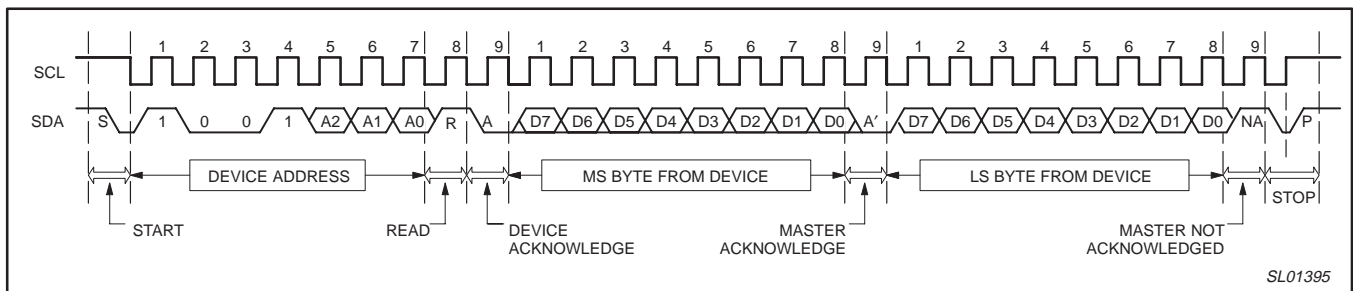 1 2 3 4 5 6 7 8 9 1 2 3 4 5 6 7 8 9 1 2 3 4 5 6 7 8 9
SCL
SDA S 1 0 0 1 A2 A1 A0 R A D7 D6 D5 D4 D3 D2 D1 D0 A′ D7 D6 D5 D4 D3 D2 D1 D0 NA P
DEVICE ADDRESS MS BYTE FROM DEVICE LS BYTE FROM DEVICE
STOP
START READ DEVICE MASTER MASTER NOT
ACKNOWLEDGE ACKNOWLEDGE ACKNOWLEDGED
SL01395